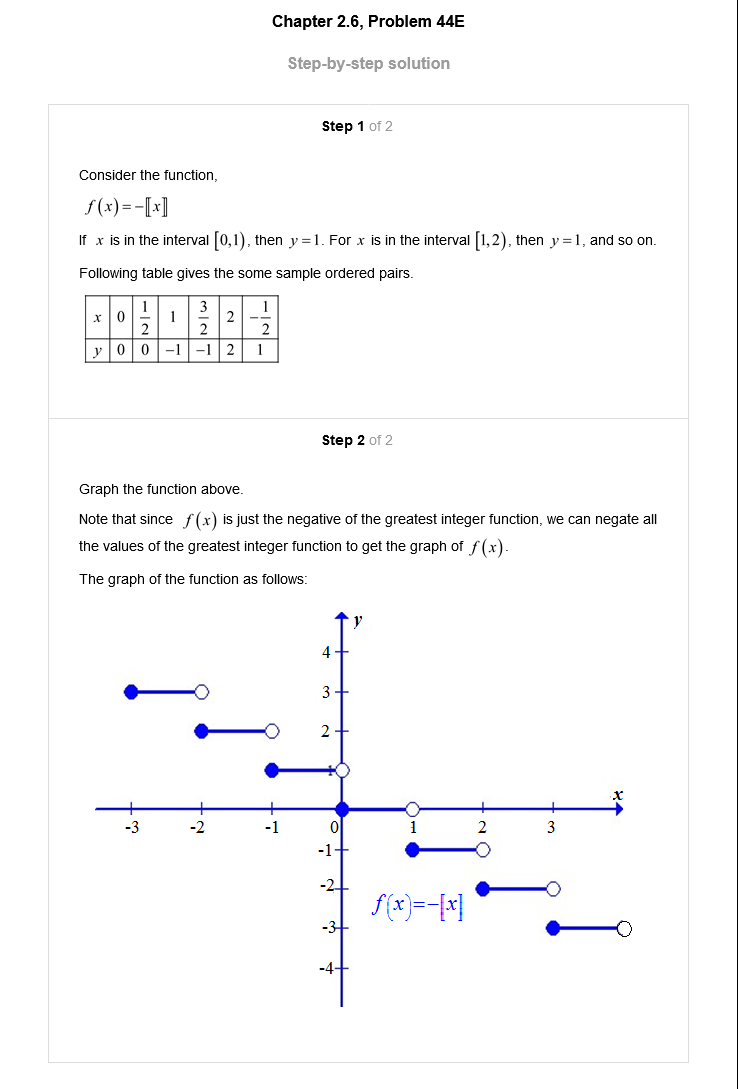 Chapter 2.6, Problem 44E
Step-by-step solution
Step 1 of 2
Consider the function,
f(x)=-[[x]]
If x is in the interval [0,1), then y=1. For x is in the interval [1,2), then y=1, and so on.
Following table gives the some sample ordered pairs.
x 0 1/2 1 3/2 2 -1/2
y 0 0 -1 -1 2 1
Step 2 of 2
Graph the function above.
Note that since f(x) is just the negative of the greatest integer function, we can negate all
the values of the greatest integer function to get the graph of f(x).
The graph of the function as follows:
y
4
3
2
1
x
-3 -2 -1 0 1 2 3
-1
-2
f(x)=-[x]
-3
-4